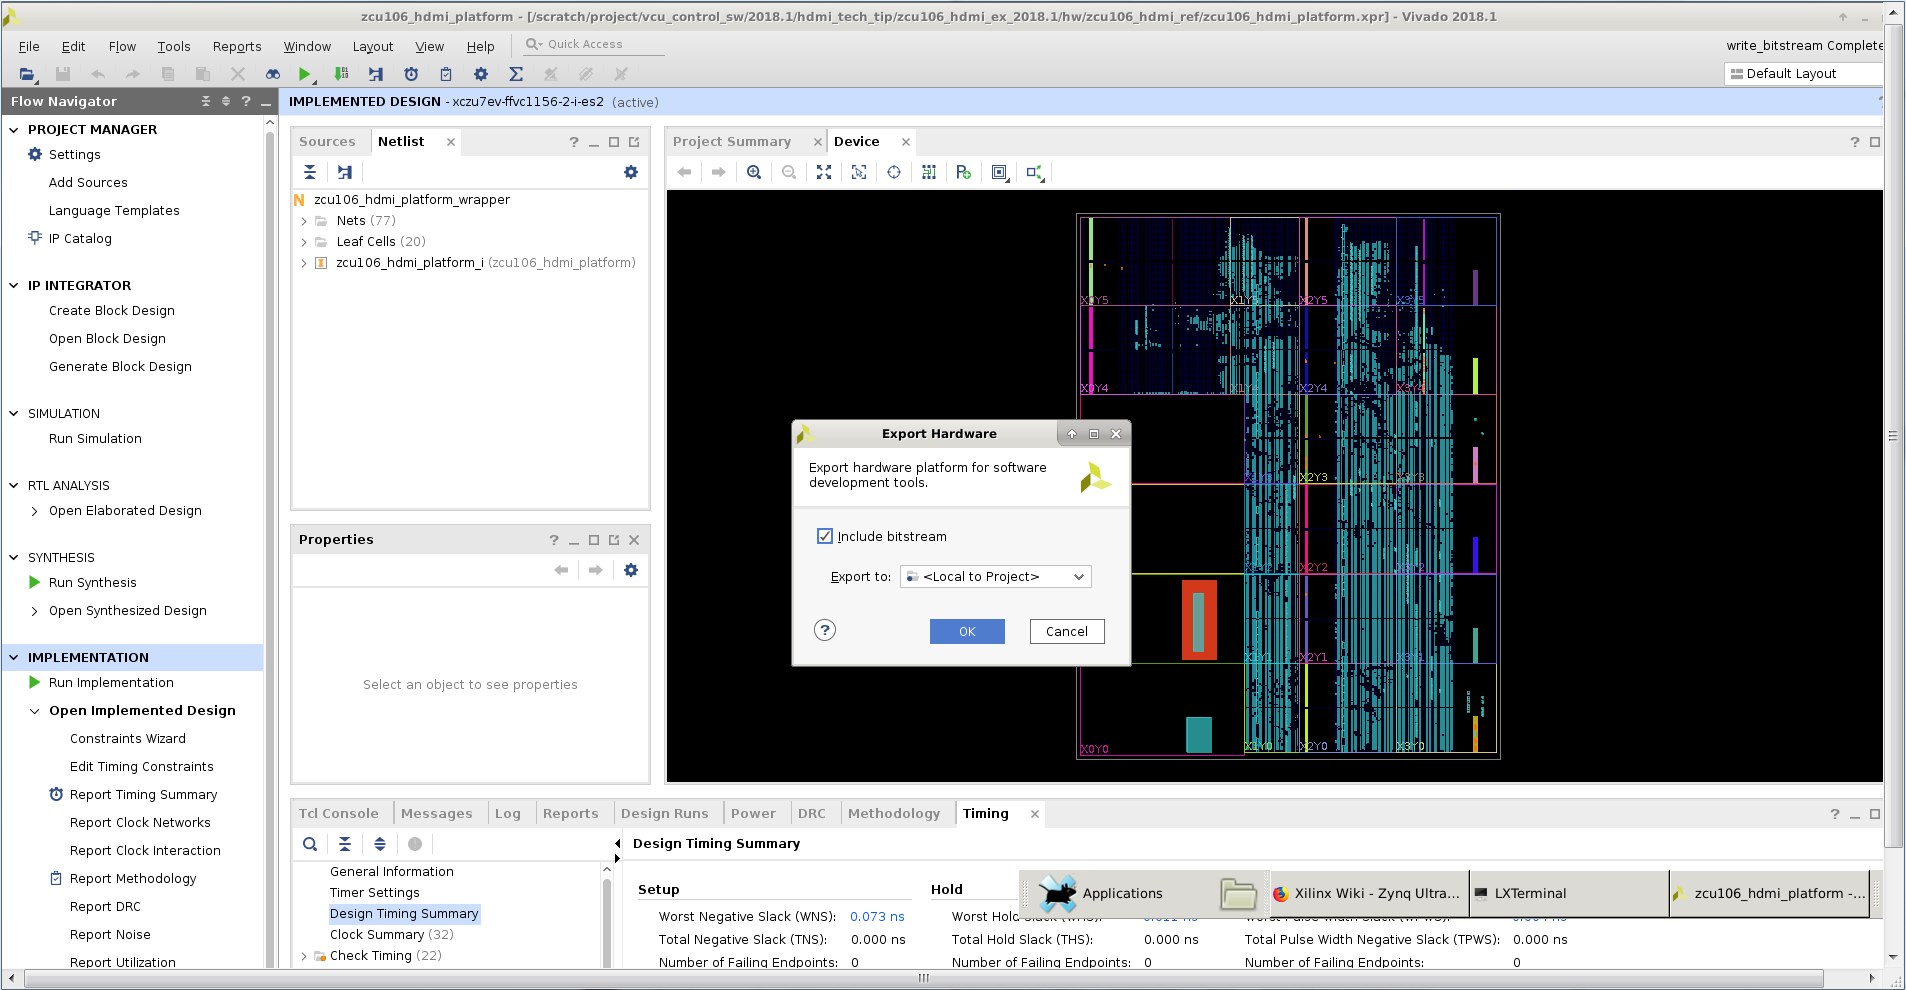 zcu106_hdmi_platform - [/scratch/project/vcu_control_sw/2018.1/hdmi_tech_tip/zcu106_hdmi_ex_2018.1/hw/zcu106_hdmi_ref/zcu106_hdmi_platform.xpr] - Vivado 2018.1
File Edit Flow Tools Reports Window Layout View Help Quick Access
write_bitstream Complete
Default Layout
Flow Navigator
IMPLEMENTED DESIGN - xczu7ev-ffvc1156-2-i-es2 (active)
PROJECT MANAGER
Settings
Add Sources
Language Templates
IP Catalog
IP INTEGRATOR
Create Block Design
Open Block Design
Generate Block Design
SIMULATION
Run Simulation
RTL ANALYSIS
Open Elaborated Design
SYNTHESIS
Run Synthesis
Open Synthesized Design
IMPLEMENTATION
Run Implementation
Open Implemented Design
Constraints Wizard
Edit Timing Constraints
Report Timing Summary
Report Clock Networks
Report Clock Interaction
Report Methodology
Report DRC
Report Noise
Report Utilization
Sources Netlist
N zcu106_hdmi_platform_wrapper
Nets (77)
Leaf Cells (20)
zcu106_hdmi_platform_i (zcu106_hdmi_platform)
Properties
Select an object to see properties
Project Summary Device
X0Y5 X1Y5 X2Y5 X3Y5
X0Y4 X1Y4 X2Y4 X3Y4
X1Y3 X2Y3 X3Y3
X1Y2 X2Y2 X3Y2
X1Y1 X2Y1 X3Y1
X0Y0 X1Y0 X2Y0 X3Y0
Export Hardware
Export hardware platform for software
development tools.
Include bitstream
Export to: <Local to Project>
? OK Cancel
Tcl Console Messages Log Reports Design Runs Power DRC Methodology Timing
General Information
Timer Settings
Design Timing Summary
Clock Summary (32)
Check Timing (22)
Design Timing Summary
Setup Hold
Worst Negative Slack (WNS): 0.073 ns Worst Hold Slack (WHS): 0.011 ns Worst Pulse Width Slack (WPWS):
Total Negative Slack (TNS): 0.000 ns Total Hold Slack (THS): 0.000 ns Total Pulse Width Negative Slack (TPWS): 0.000 ns
Number of Failing Endpoints: 0 Number of Failing Endpoints: 0 Number of Failing Endpoints: 0
Applications Xilinx Wiki - Zynq Ultra... LXTerminal zcu106_hdmi_platform -...